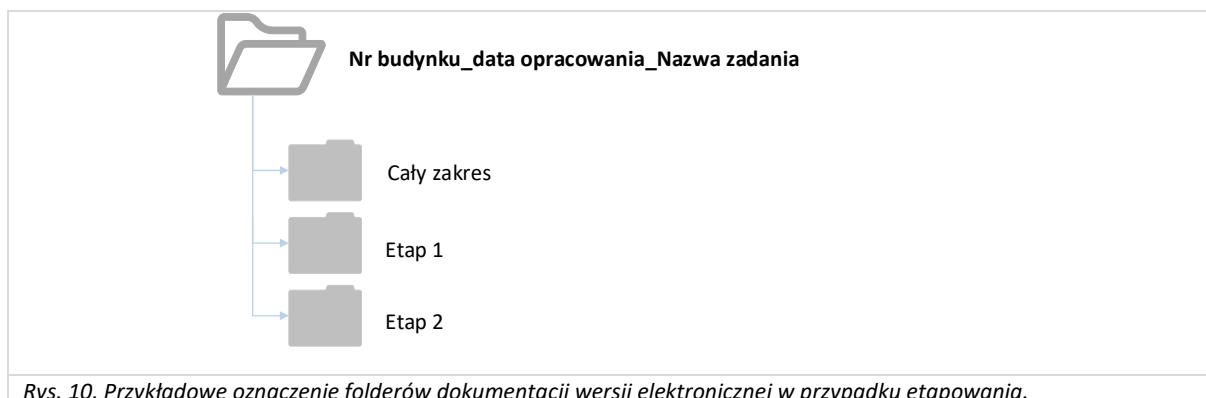 Nr budynku_data opracowania_Nazwa zadania
Cały zakres
Etap 1
Etap 2
Rys. 10. Przykładowe oznaczenie folderów dokumentacji wersji elektronicznej w przypadku etapowania.